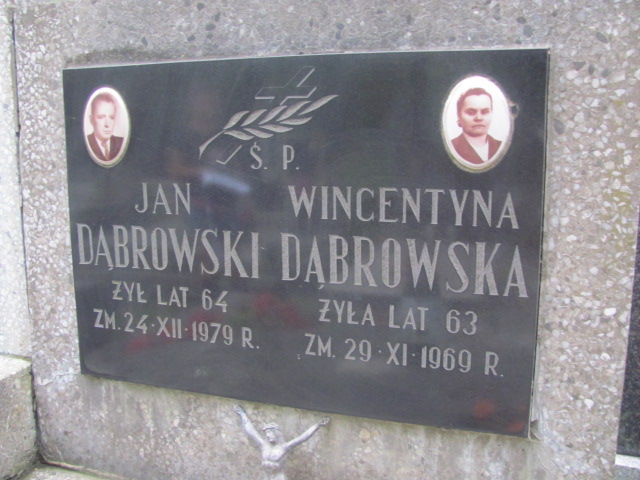 Ś. P.
JAN
DĄBROWSKI
ŻYŁ LAT 64
ZM. 24·XII·1979 R.
WINCENTYNA
DĄBROWSKA
ŻYŁA LAT 63
ZM. 29·XI·1969 R.